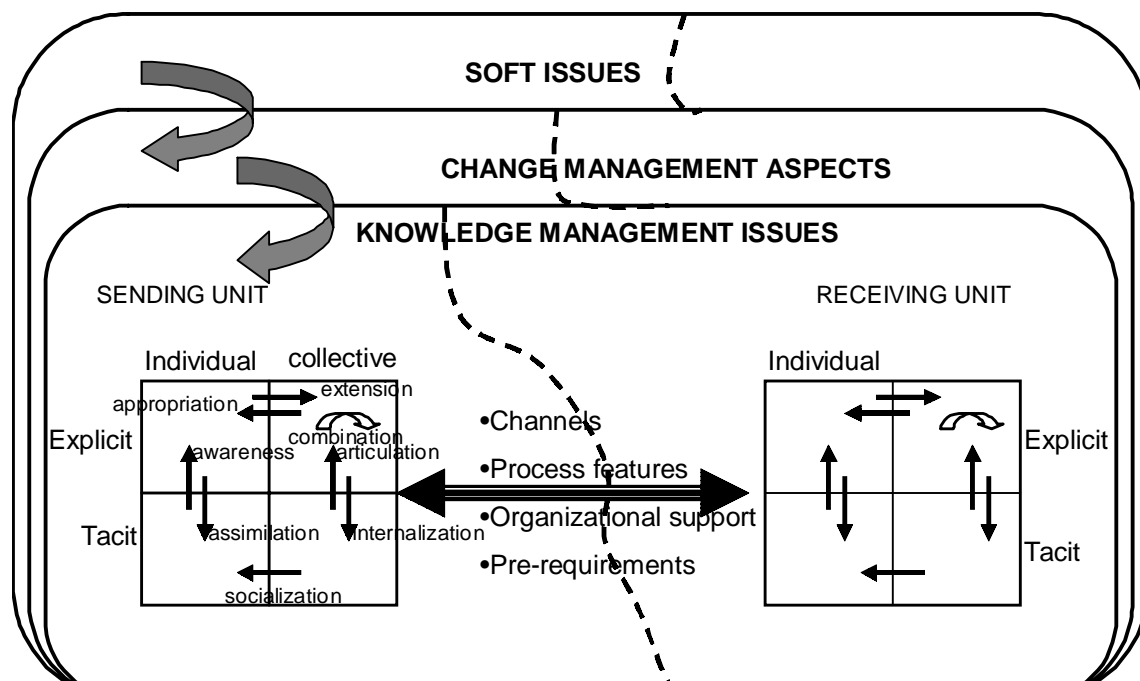 SOFT ISSUES
CHANGE MANAGEMENT ASPECTS
KNOWLEDGE MANAGEMENT ISSUES
SENDING UNIT
RECEIVING UNIT
Individual
collective
Individual
extension
appropriation
combination
Explicit
awareness
articulation
Tacit
assimilation
internalization
socialization
•Channels
•Process features
•Organizational support
•Pre-requirements
Explicit
Tacit